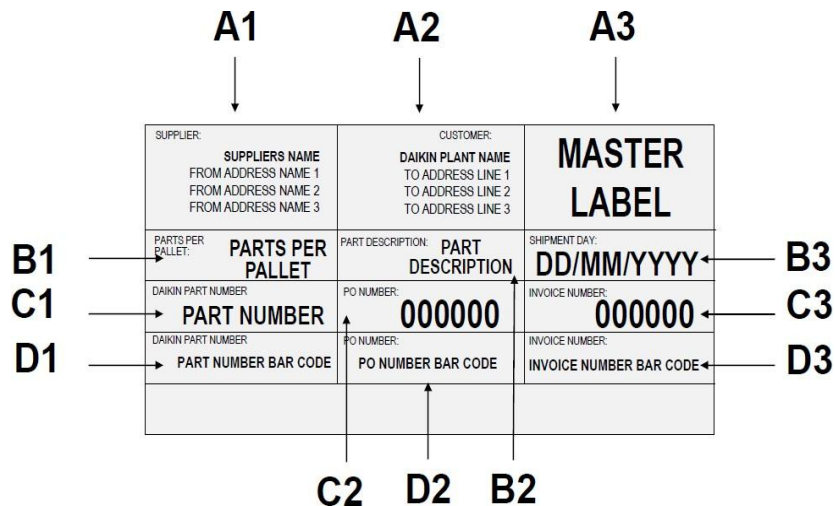 A1 A2 A3
SUPPLIER:
SUPPLIERS NAME
FROM ADDRESS NAME 1
FROM ADDRESS NAME 2
FROM ADDRESS NAME 3
CUSTOMER:
DAIKIN PLANT NAME
TO ADDRESS LINE 1
TO ADDRESS LINE 2
TO ADDRESS LINE 3
MASTER
LABEL
B1
PARTS PER
PALLET:
PARTS PER
PALLET
PART DESCRIPTION:
PART
DESCRIPTION
SHIPMENT DAY:
DD/MM/YYYY
B3
C1
DAIKIN PART NUMBER
PART NUMBER
PO NUMBER:
000000
INVOICE NUMBER:
000000
C3
D1
DAIKIN PART NUMBER
PART NUMBER BAR CODE
PO NUMBER:
PO NUMBER BAR CODE
INVOICE NUMBER:
INVOICE NUMBER BAR CODE
D3
C2 D2 B2